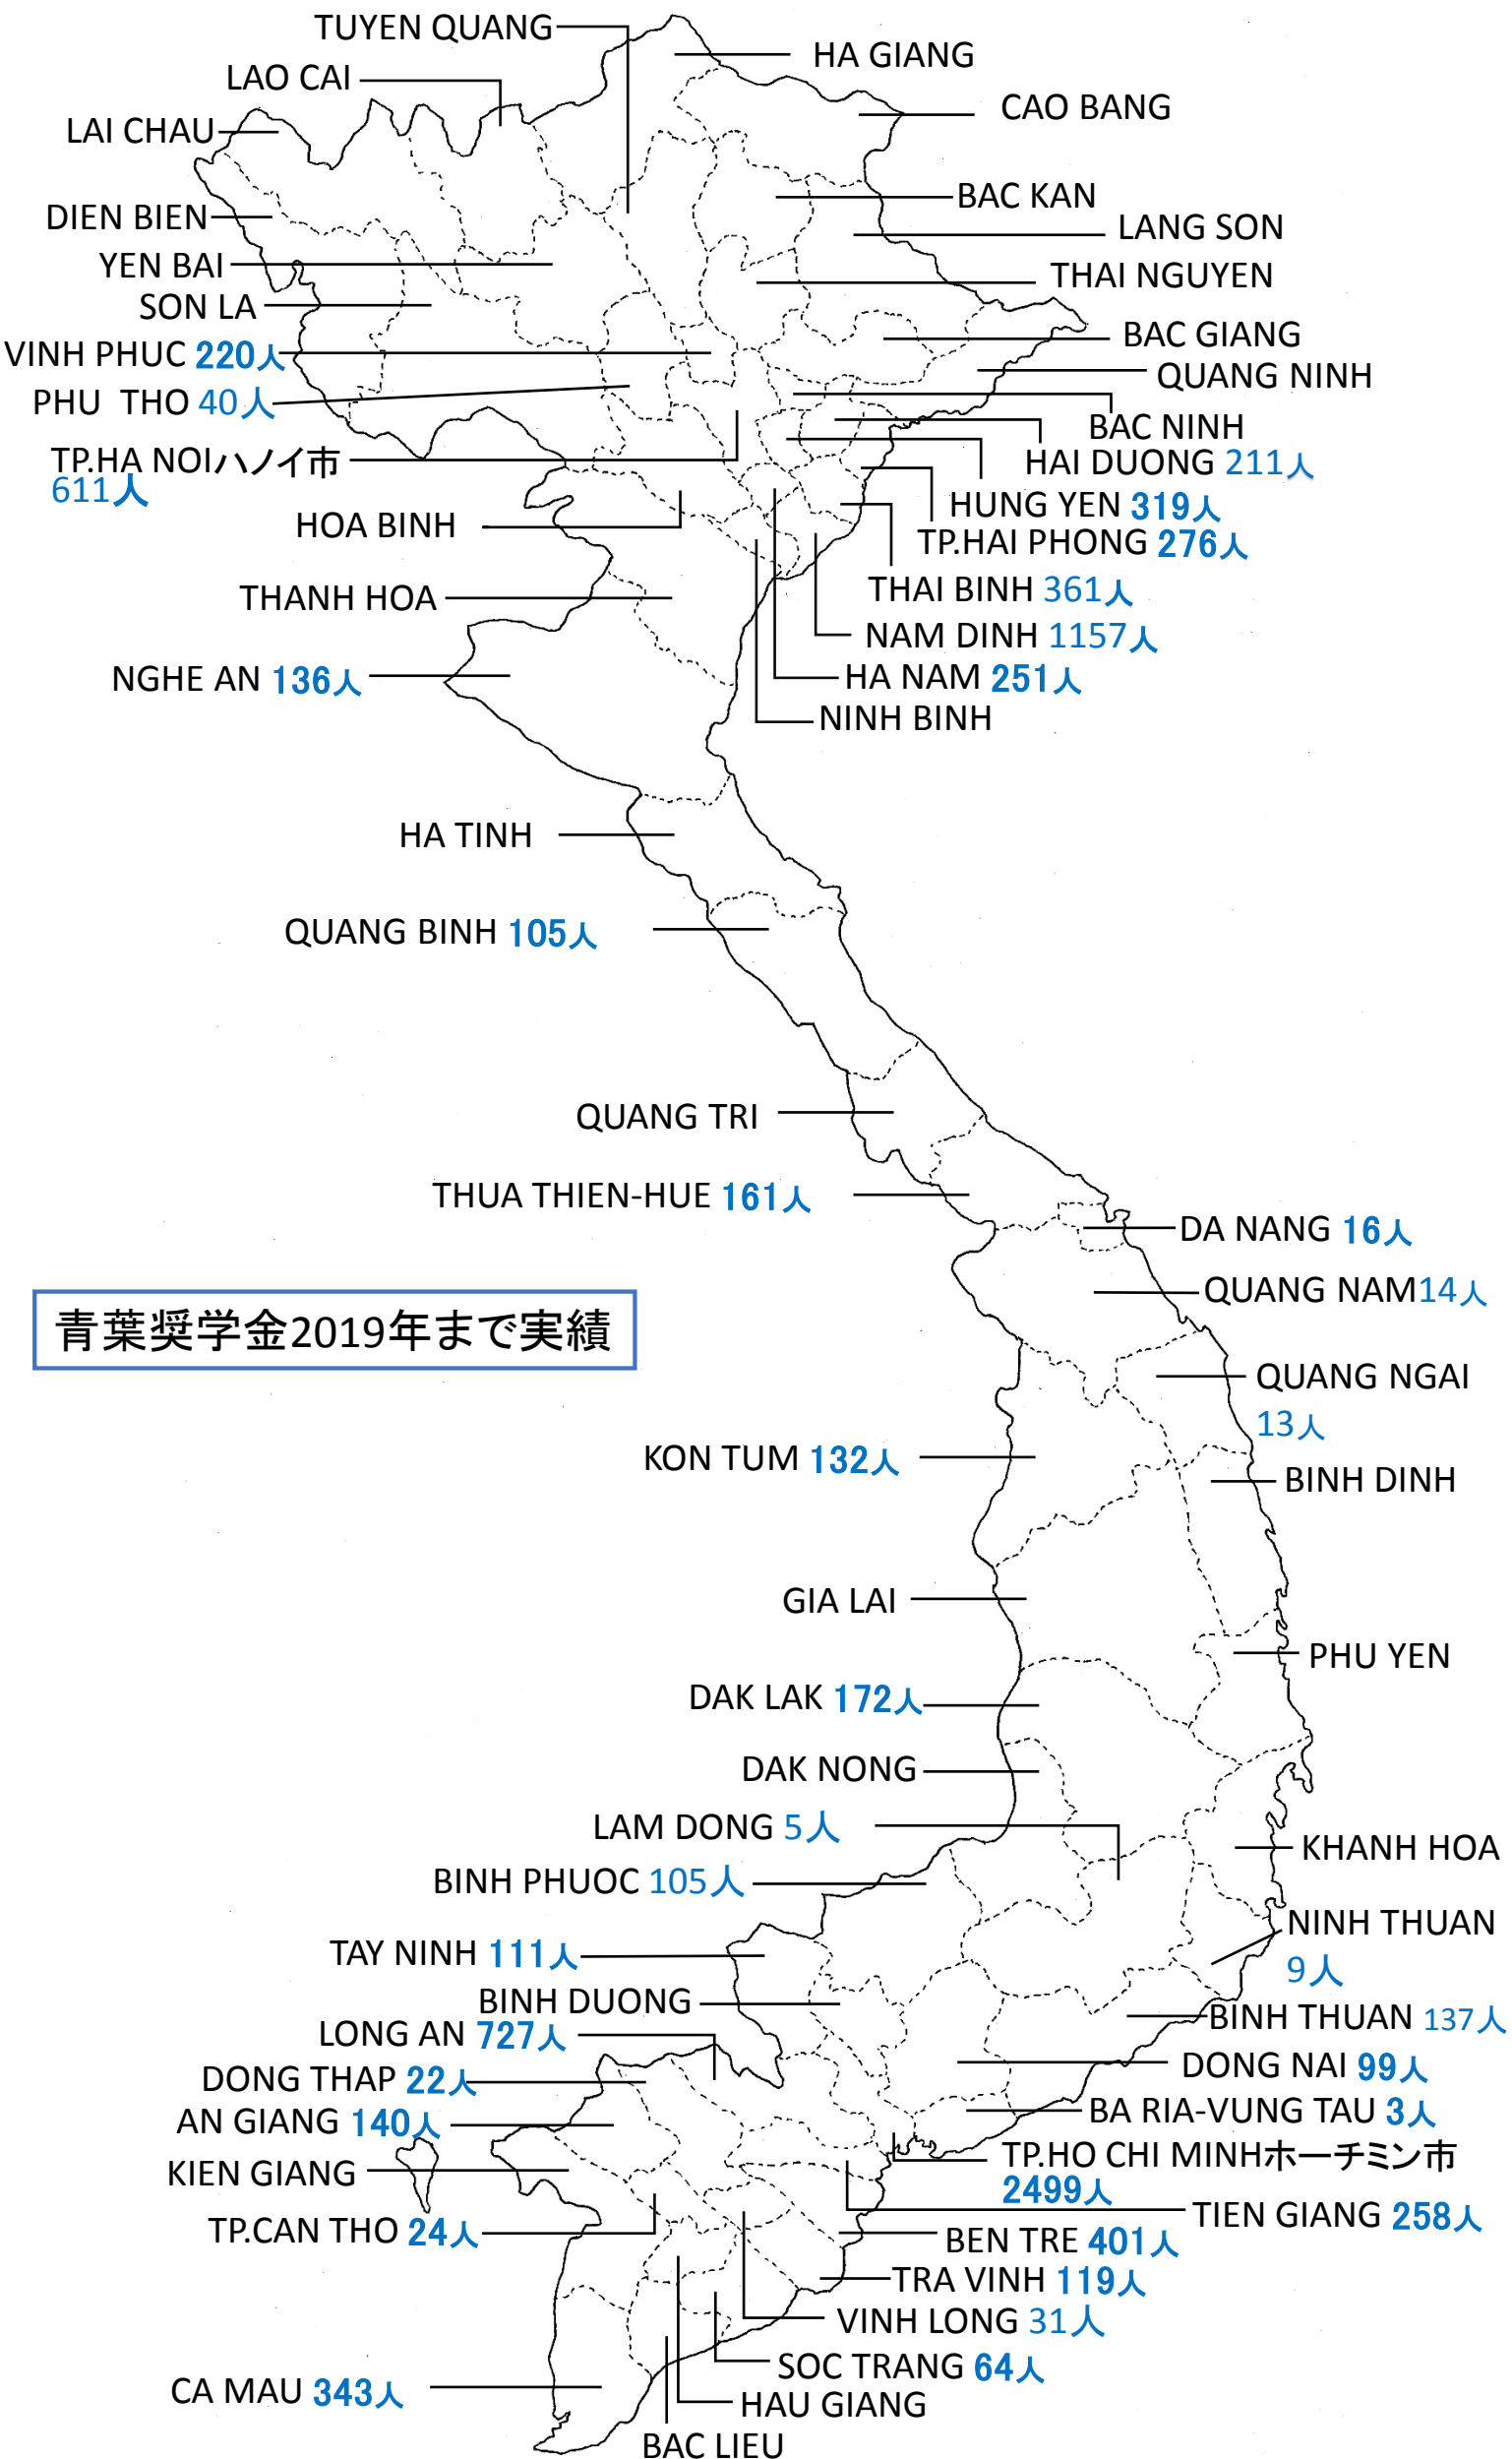 TUYEN QUANG
HA GIANG
LAO CAI
CAO BANG
LAI CHAU
BAC KAN
DIEN BIEN
LANG SON
YEN BAI
THAI NGUYEN
SON LA
BAC GIANG
VINH PHUC 220人
QUANG NINH
PHU THO 40人
BAC NINH
TP.HA NOIハノイ市
611人
HAI DUONG 211人
HUNG YEN 319人
HOA BINH
TP.HAI PHONG 276人
THAI BINH 361人
THANH HOA
NAM DINH 1157人
NGHE AN 136人
HA NAM 251人
NINH BINH
HA TINH
QUANG BINH 105人
QUANG TRI
THUA THIEN-HUE 161人
DA NANG 16人
QUANG NAM14人
青葉奨学金2019年まで実績
QUANG NGAI
13人
KON TUM 132人
BINH DINH
GIA LAI
PHU YEN
DAK LAK 172人
DAK NONG
LAM DONG 5人
KHANH HOA
BINH PHUOC 105人
NINH THUAN
9人
TAY NINH 111人
BINH DUONG
BINH THUAN 137人
LONG AN 727人
DONG NAI 99人
DONG THAP 22人
BA RIA-VUNG TAU 3人
AN GIANG 140人
TP.HO CHI MINHホーチミン市
2499人
KIEN GIANG
TIEN GIANG 258人
TP.CAN THO 24人
BEN TRE 401人
TRA VINH 119人
VINH LONG 31人
SOC TRANG 64人
CA MAU 343人
HAU GIANG
BAC LIEU